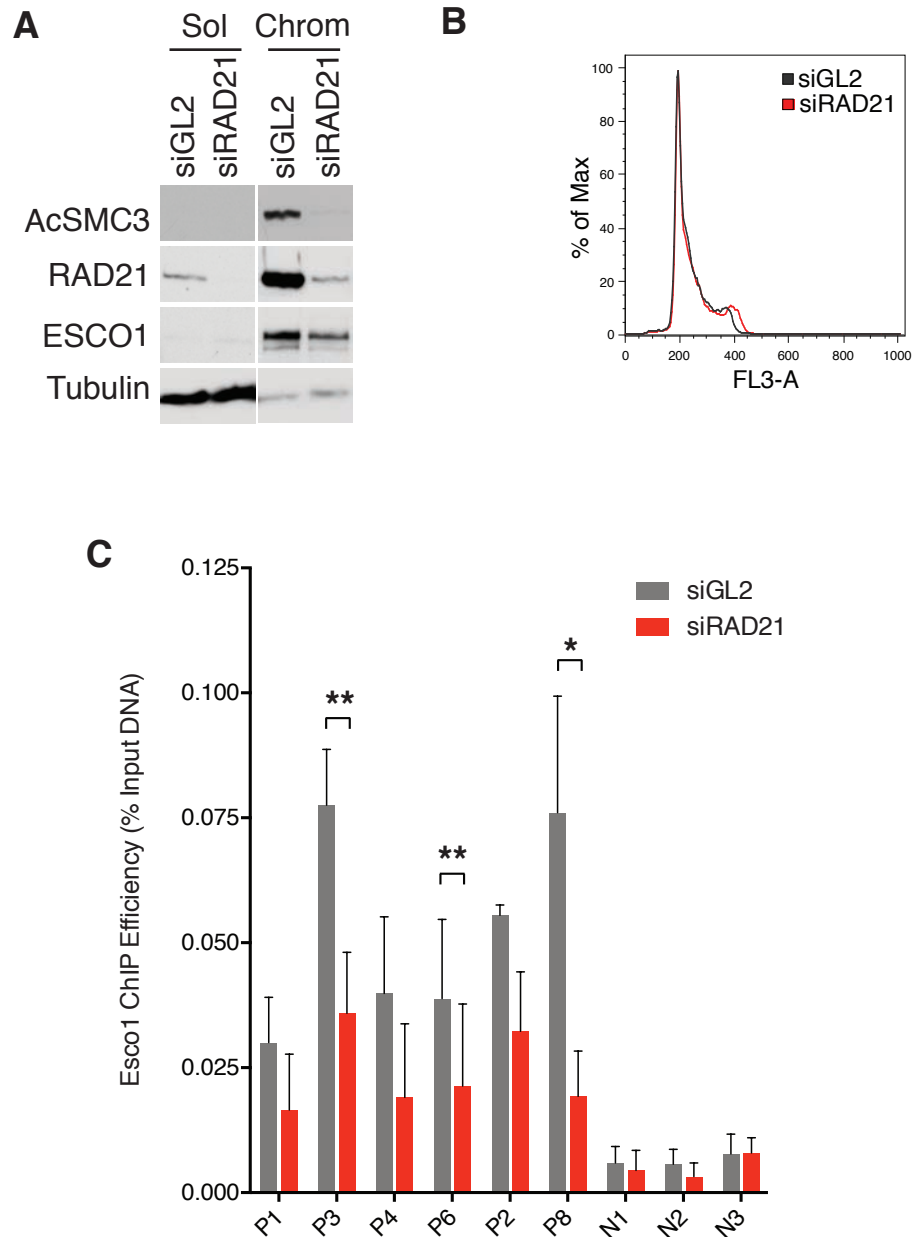 A
Sol Chrom
siGL2 siRAD21 siGL2 siRAD21
AcSMC3
RAD21
ESCO1
Tubulin
B
% of Max
100
80
60
40
20
0
0 200 400 600 800 1000
FL3-A
siGL2
siRAD21
C
Esco1 ChIP Efficiency (% Input DNA)
0.125
0.100
0.075
0.050
0.025
0.000
** ** *
P1 P3 P4 P6 P2 P8 N1 N2 N3
siGL2
siRAD21